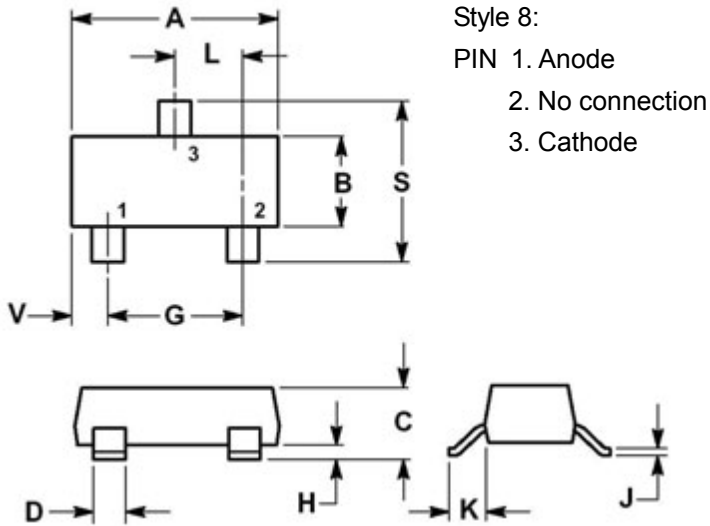 A
L
3
B
S
1
2
V
G
C
D
H
K
J
Style 8:
PIN 1. Anode
2. No connection
3. Cathode